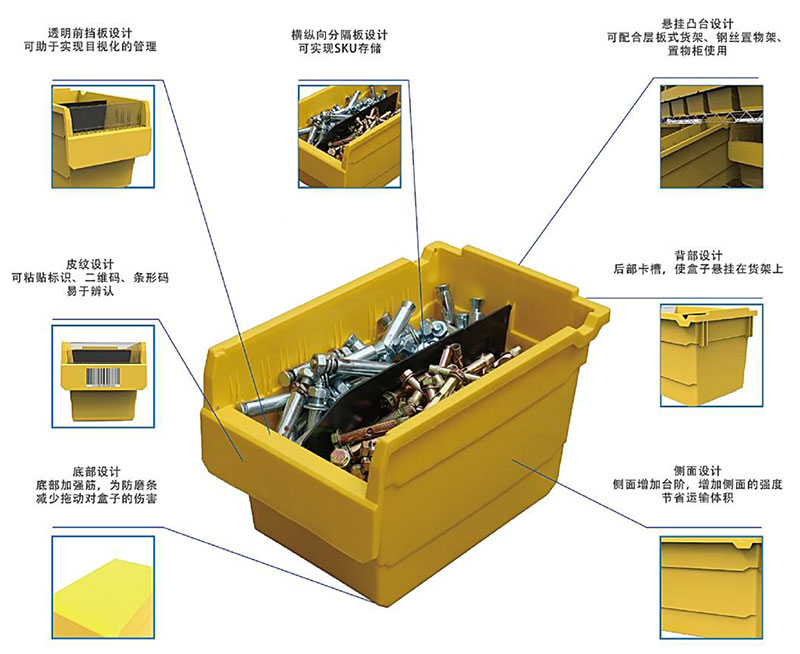 透明前挡板设计
可助于实现目视化的管理
横纵向分隔板设计
可实现SKU存储
悬挂凸台设计
可配合层板式货架、钢丝置物架、
置物柜使用
皮纹设计
可粘贴标识、二维码、条形码
易于辨认
背部设计
后部卡槽，使盒子悬挂在货架上
底部设计
底部加强筋，为防磨条
减少拖动对盒子的伤害
侧面设计
侧面增加台阶，增加侧面的强度
节省运输体积